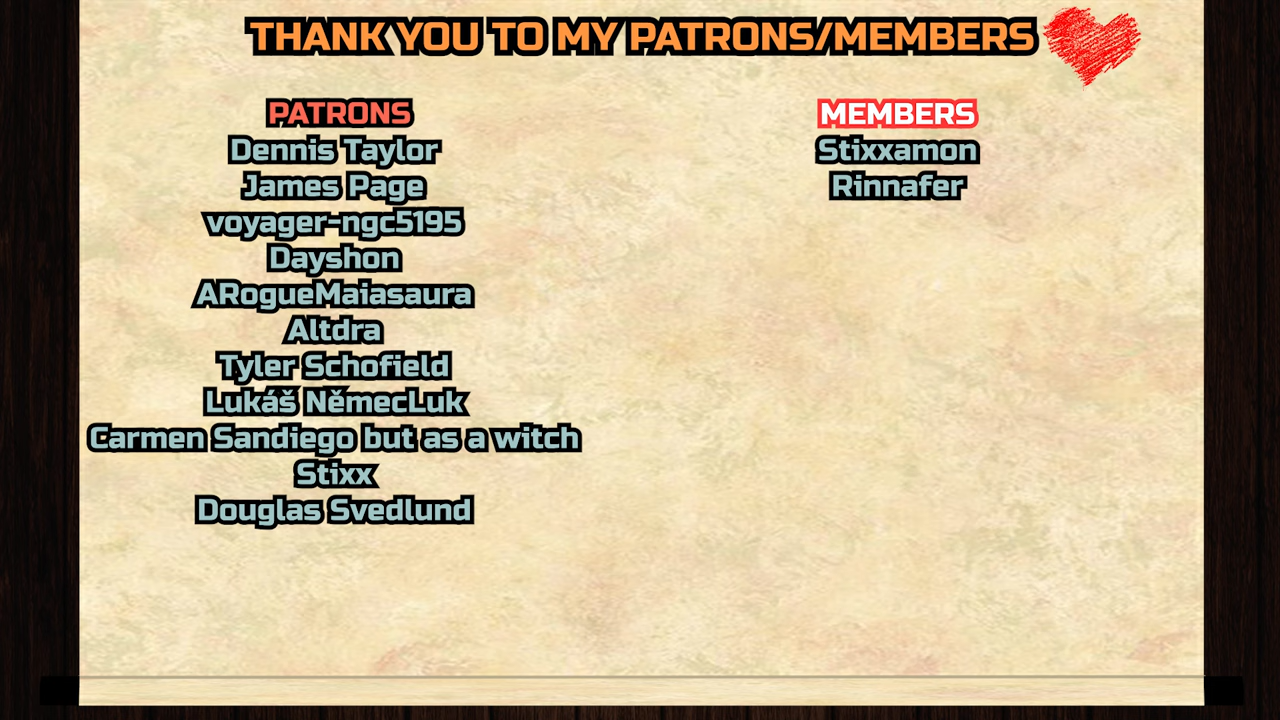 THANK YOU TO MY PATRONS/MEMBERS
PATRONS
Dennis Taylor
James Page
voyager-ngc5195
Dayshon
ARogueMaiasaura
Altdra
Tyler Schofield
Lukáš NěmecLuk
Carmen Sandiego but as a witch
Stixx
Douglas Svedlund
MEMBERS
Stixxamon
Rinnafer